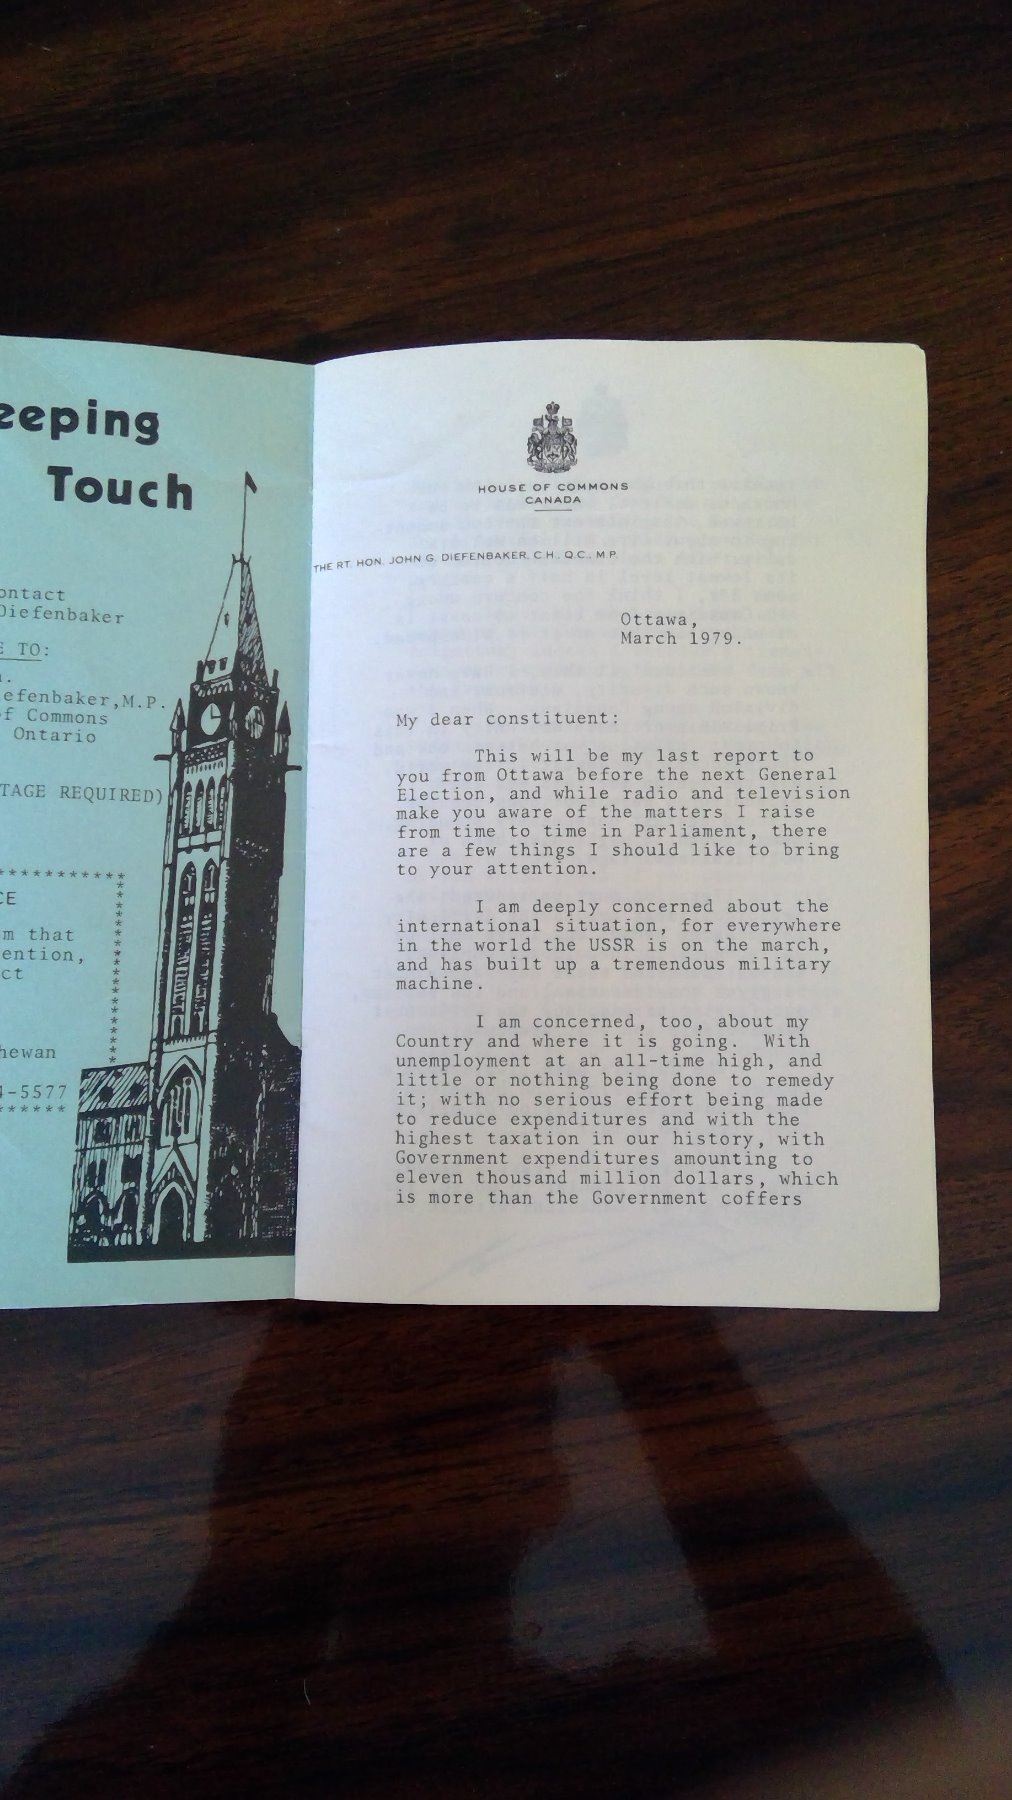 eeping
Touch
ontact
Diefenbaker
E TO:
.
efenbaker,M.P.
of Commons
Ontario
TAGE REQUIRED)
***********
CE
m that
ention,
ct
hewan
4-5577
******
HOUSE OF COMMONS
CANADA
THE RT. HON. JOHN G. DIEFENBAKER, C.H., Q.C., M.P.
Ottawa,
March 1979.
My dear constituent:
This will be my last report to
you from Ottawa before the next General
Election, and while radio and television
make you aware of the matters I raise
from time to time in Parliament, there
are a few things I should like to bring
to your attention.
I am deeply concerned about the
international situation, for everywhere
in the world the USSR is on the march,
and has built up a tremendous military
machine.
I am concerned, too, about my
Country and where it is going. With
unemployment at an all-time high, and
little or nothing being done to remedy
it; with no serious effort being made
to reduce expenditures and with the
highest taxation in our history, with
Government expenditures amounting to
eleven thousand million dollars, which
is more than the Government coffers